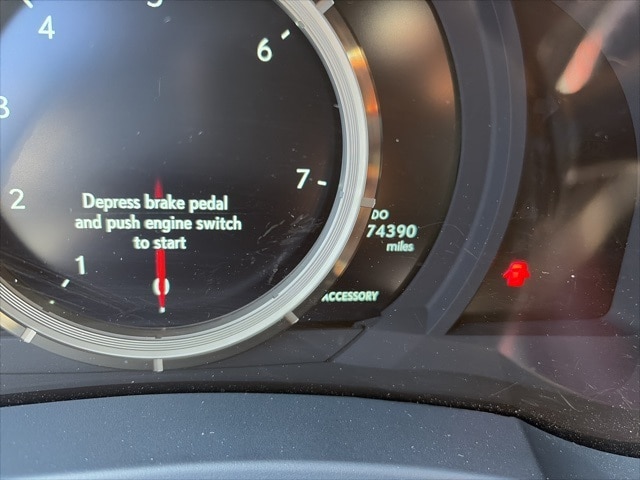 4
5
6
3
7
2
Depress brake pedal
and push engine switch
to start
DO
74390
miles
1
0
ACCESSORY